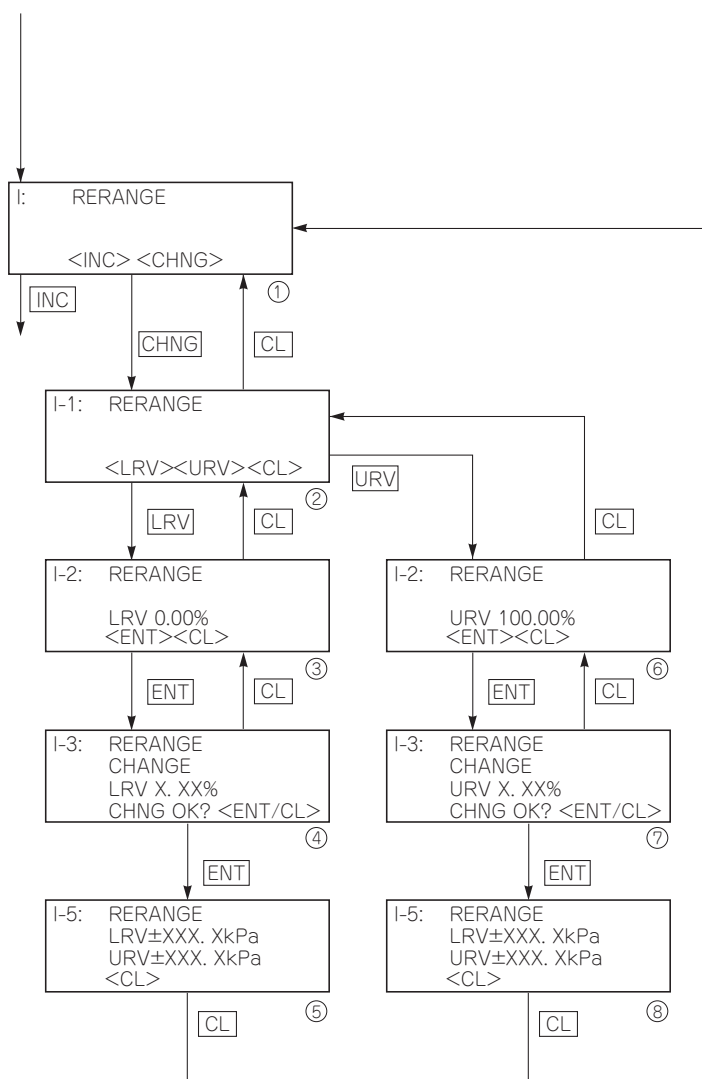 I: RERANGE
<INC> <CHNG>
①
INC
CHNG
CL
I-1: RERANGE
<LRV><URV><CL>
②
URV
LRV
CL
CL
I-2: RERANGE
LRV 0.00%
<ENT><CL>
③
I-2: RERANGE
URV 100.00%
<ENT><CL>
⑥
ENT
CL
ENT
CL
I-3: RERANGE
CHANGE
LRV X. XX%
CHNG OK? <ENT/CL>
④
I-3: RERANGE
CHANGE
URV X. XX%
CHNG OK? <ENT/CL>
⑦
ENT
ENT
I-5: RERANGE
LRV±XXX. XkPa
URV±XXX. XkPa
<CL>
⑤
I-5: RERANGE
LRV±XXX. XkPa
URV±XXX. XkPa
<CL>
⑧
CL
CL